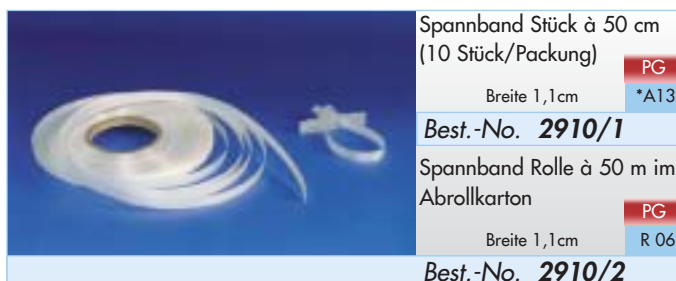 Spannband Stück à 50 cm
(10 Stück/Packung)
PG
Breite 1,1cm *A13
Best.-No. 2910/1
Spannband Rolle à 50 m im
Abrollkarton
PG
Breite 1,1cm R 06
Best.-No. 2910/2